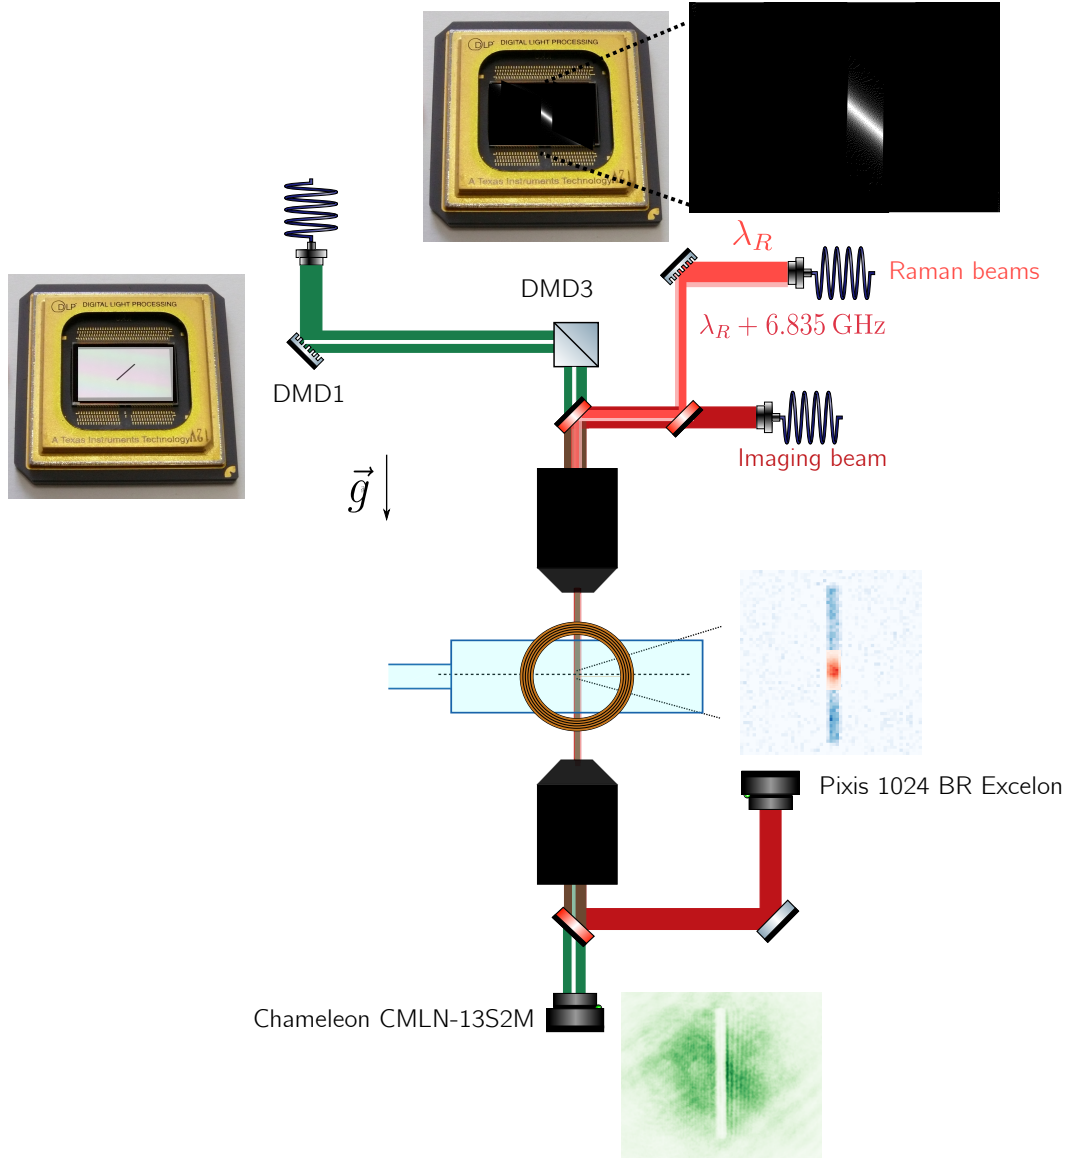 DLP DIGITAL LIGHT PROCESSING
A Texas Instruments Technology
λ_R
Raman beams
DMD3
λ_R + 6.835 GHz
DLP DIGITAL LIGHT PROCESSING
DMD1
A Texas Instruments Technology
Imaging beam
g⃗
Pixis 1024 BR Excelon
Chameleon CMLN-13S2M